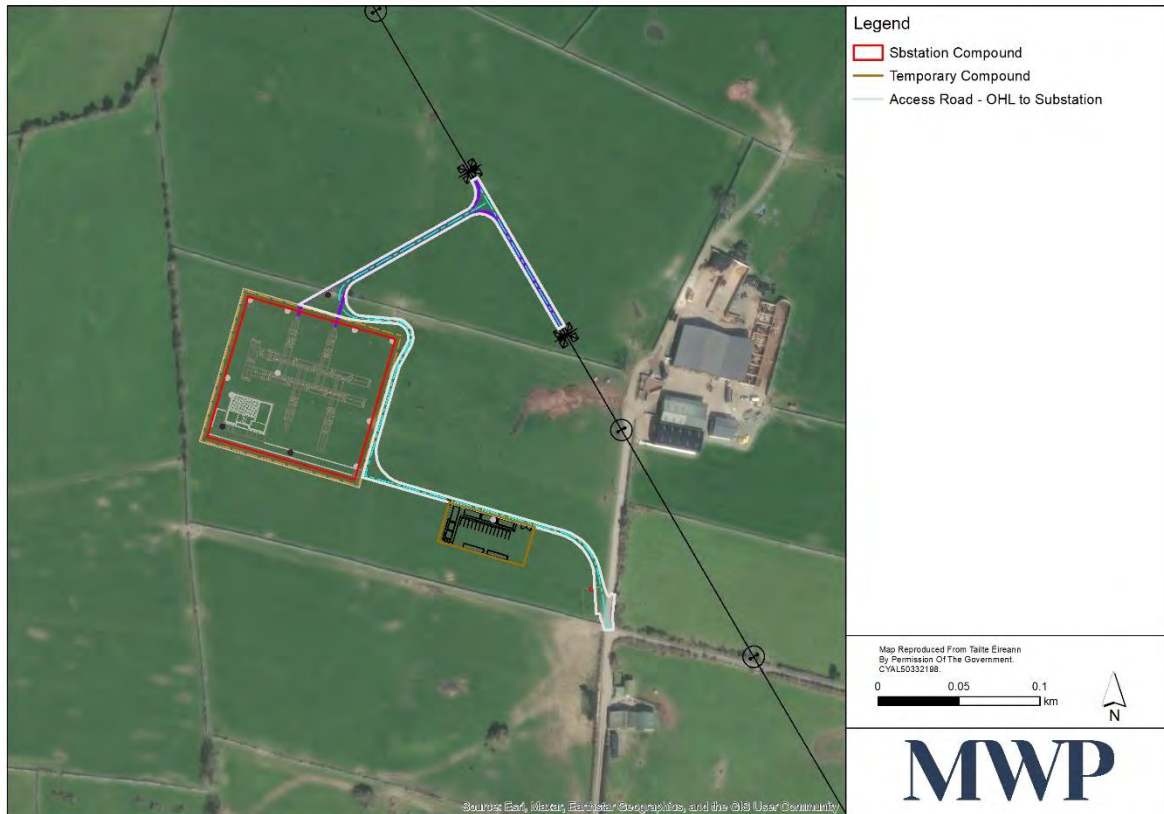 Legend
Sbstation Compound
Temporary Compound
Access Road - OHL to Substation
Map Reproduced From Tailte Éireann
By Permission Of The Government.
CYAL50332198.
0 0.05 0.1
km
N
MWP
Source: Esri, Maxar, Earthstar Geographics, and the GIS User Community